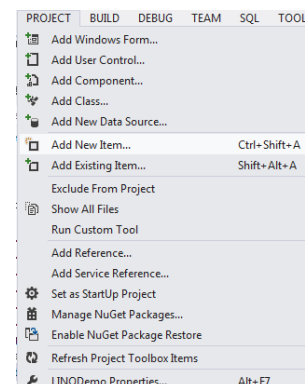 PROJECT BUILD DEBUG TEAM SQL TOOL
Add Windows Form...
Add User Control...
Add Component...
Add Class...
Add New Data Source...
Add New Item... Ctrl+Shift+A
Add Existing Item... Shift+Alt+A
Exclude From Project
Show All Files
Run Custom Tool
Add Reference...
Add Service Reference...
Set as StartUp Project
Manage NuGet Packages...
Enable NuGet Package Restore
Refresh Project Toolbox Items
LINQDemo Properties... Alt+F7